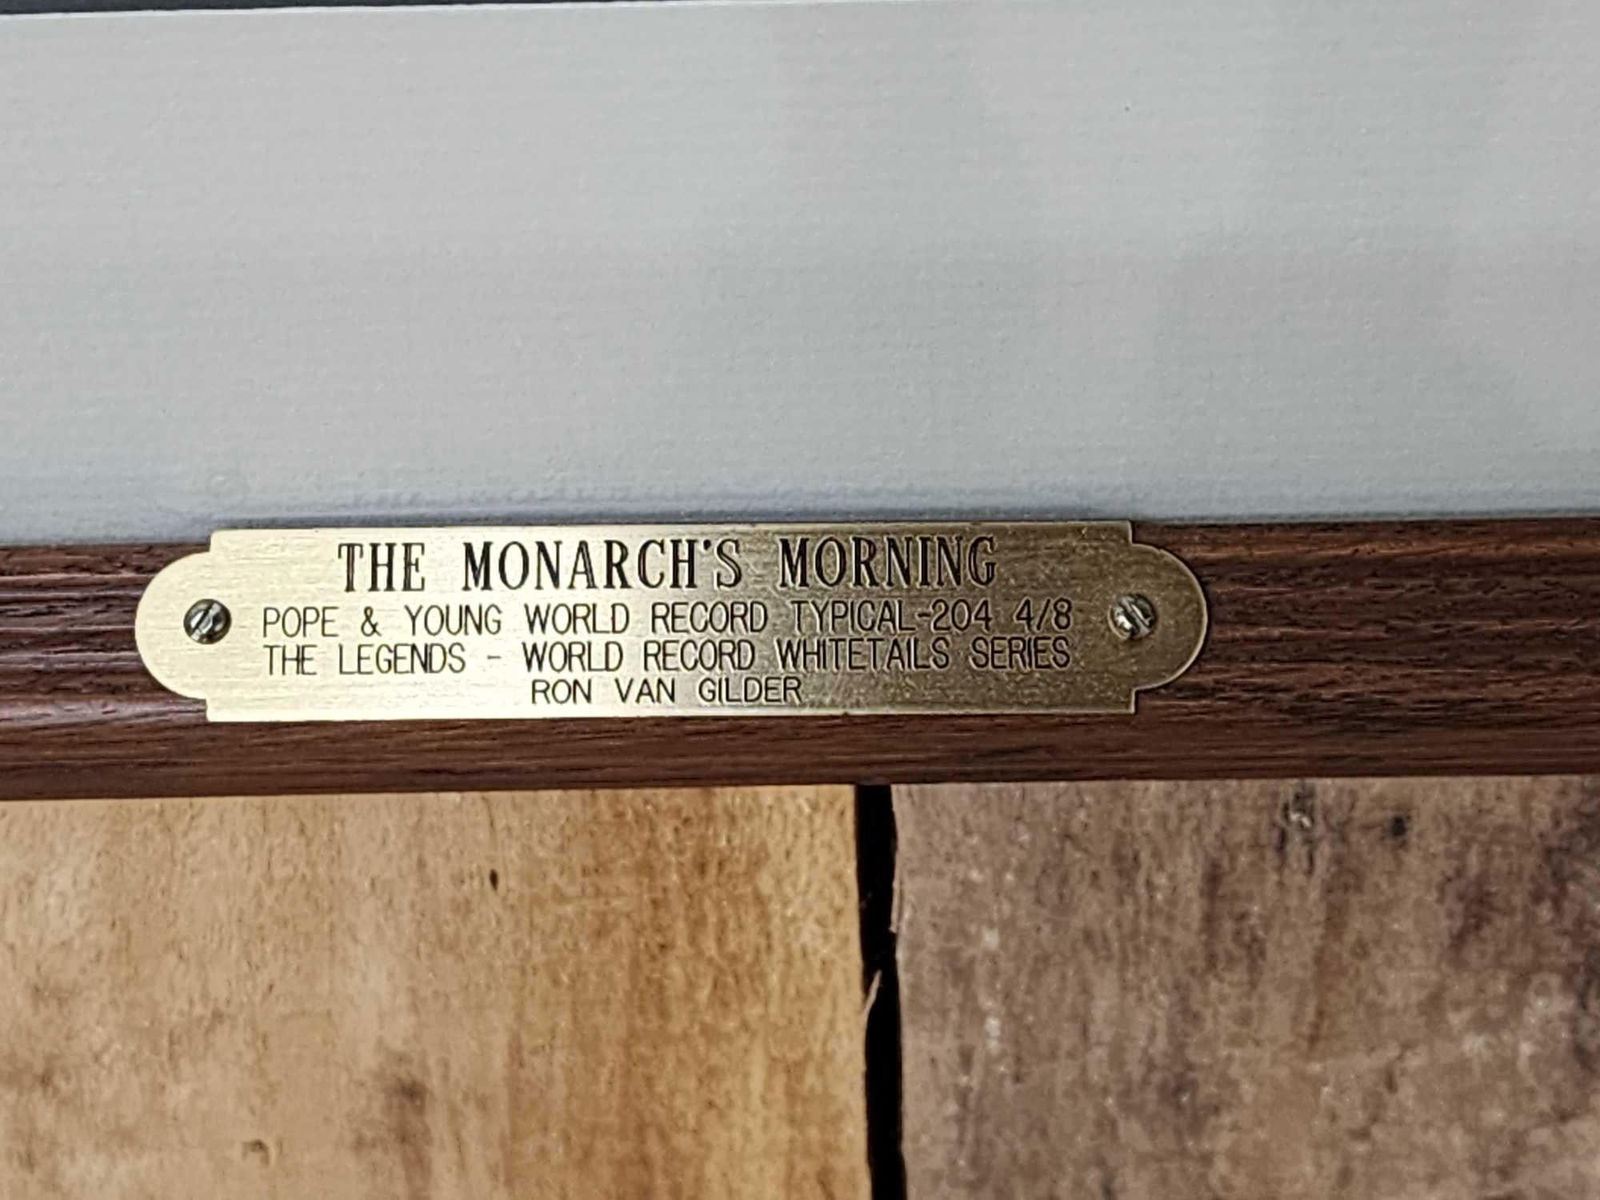 THE MONARCH'S MORNING
POPE & YOUNG WORLD RECORD TYPICAL-204 4/8
THE LEGENDS - WORLD RECORD WHITETAILS SERIES
RON VAN GILDER